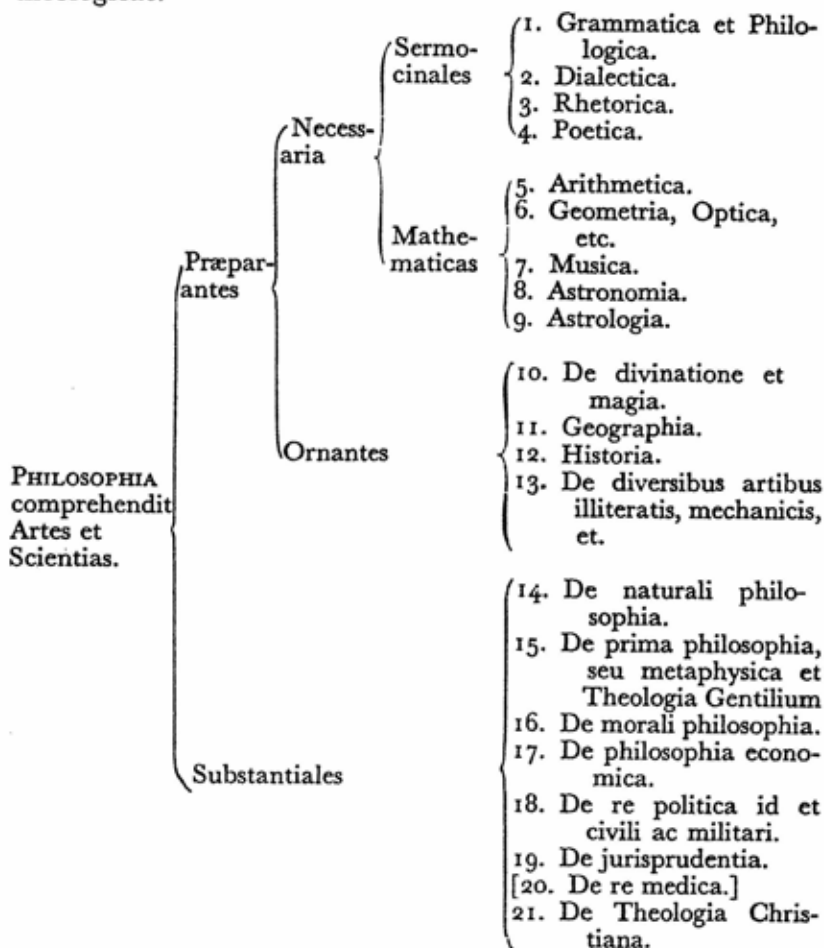 Sermo-
cinales
1. Grammatica et Philo-
logica.
2. Dialectica.
3. Rhetorica.
4. Poetica.
Necess-
aria
Mathe-
maticas
5. Arithmetica.
6. Geometria, Optica,
etc.
7. Musica.
8. Astronomia.
9. Astrologia.
Præpar-
antes
Ornantes
10. De divinatione et
magia.
11. Geographia.
12. Historia.
13. De diversibus artibus
illiteratis, mechanicis,
et.
PHILOSOPHIA
comprehendit
Artes et
Scientias.
Substantiales
14. De naturali philo-
sophia.
15. De prima philosophia,
seu metaphysica et
Theologia Gentilium
16. De morali philosophia.
17. De philosophia econo-
mica.
18. De re politica id et
civili ac militari.
19. De jurisprudentia.
[20. De re medica.]
21. De Theologia Chris-
tiana.